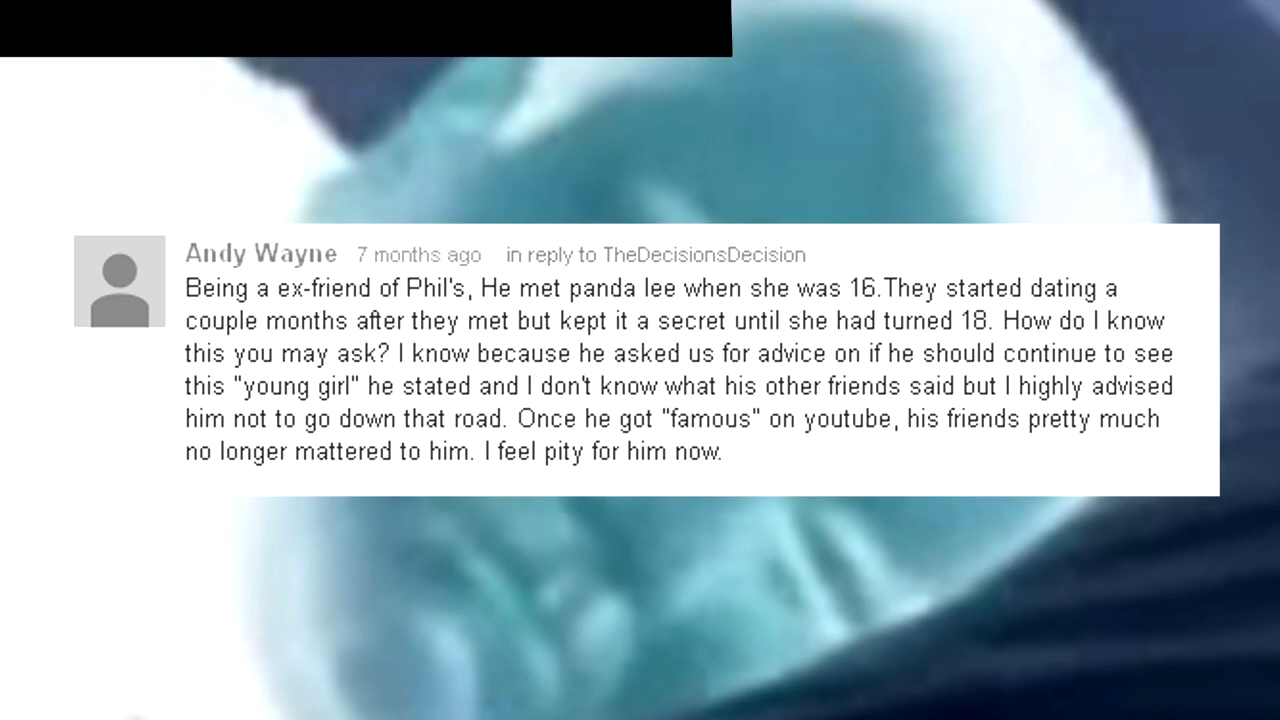 Andy Wayne 7 months ago in reply to TheDecisionsDecision
Being a ex-friend of Phil's, He met panda lee when she was 16.They started dating a
couple months after they met but kept it a secret until she had turned 18. How do I know
this you may ask? I know because he asked us for advice on if he should continue to see
this "young girl" he stated and I don't know what his other friends said but I highly advised
him not to go down that road. Once he got "famous" on youtube, his friends pretty much
no longer mattered to him. I feel pity for him now.